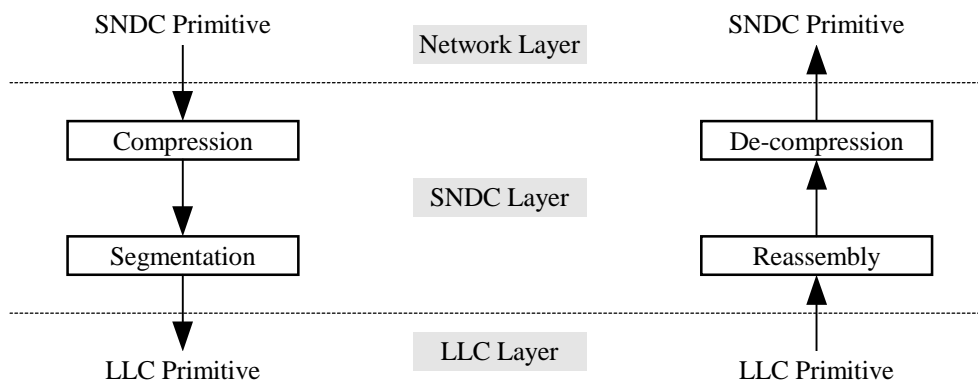 SNDC Primitive
Network Layer
SNDC Primitive
Compression
De-compression
SNDC Layer
Segmentation
Reassembly
LLC Layer
LLC Primitive
LLC Primitive